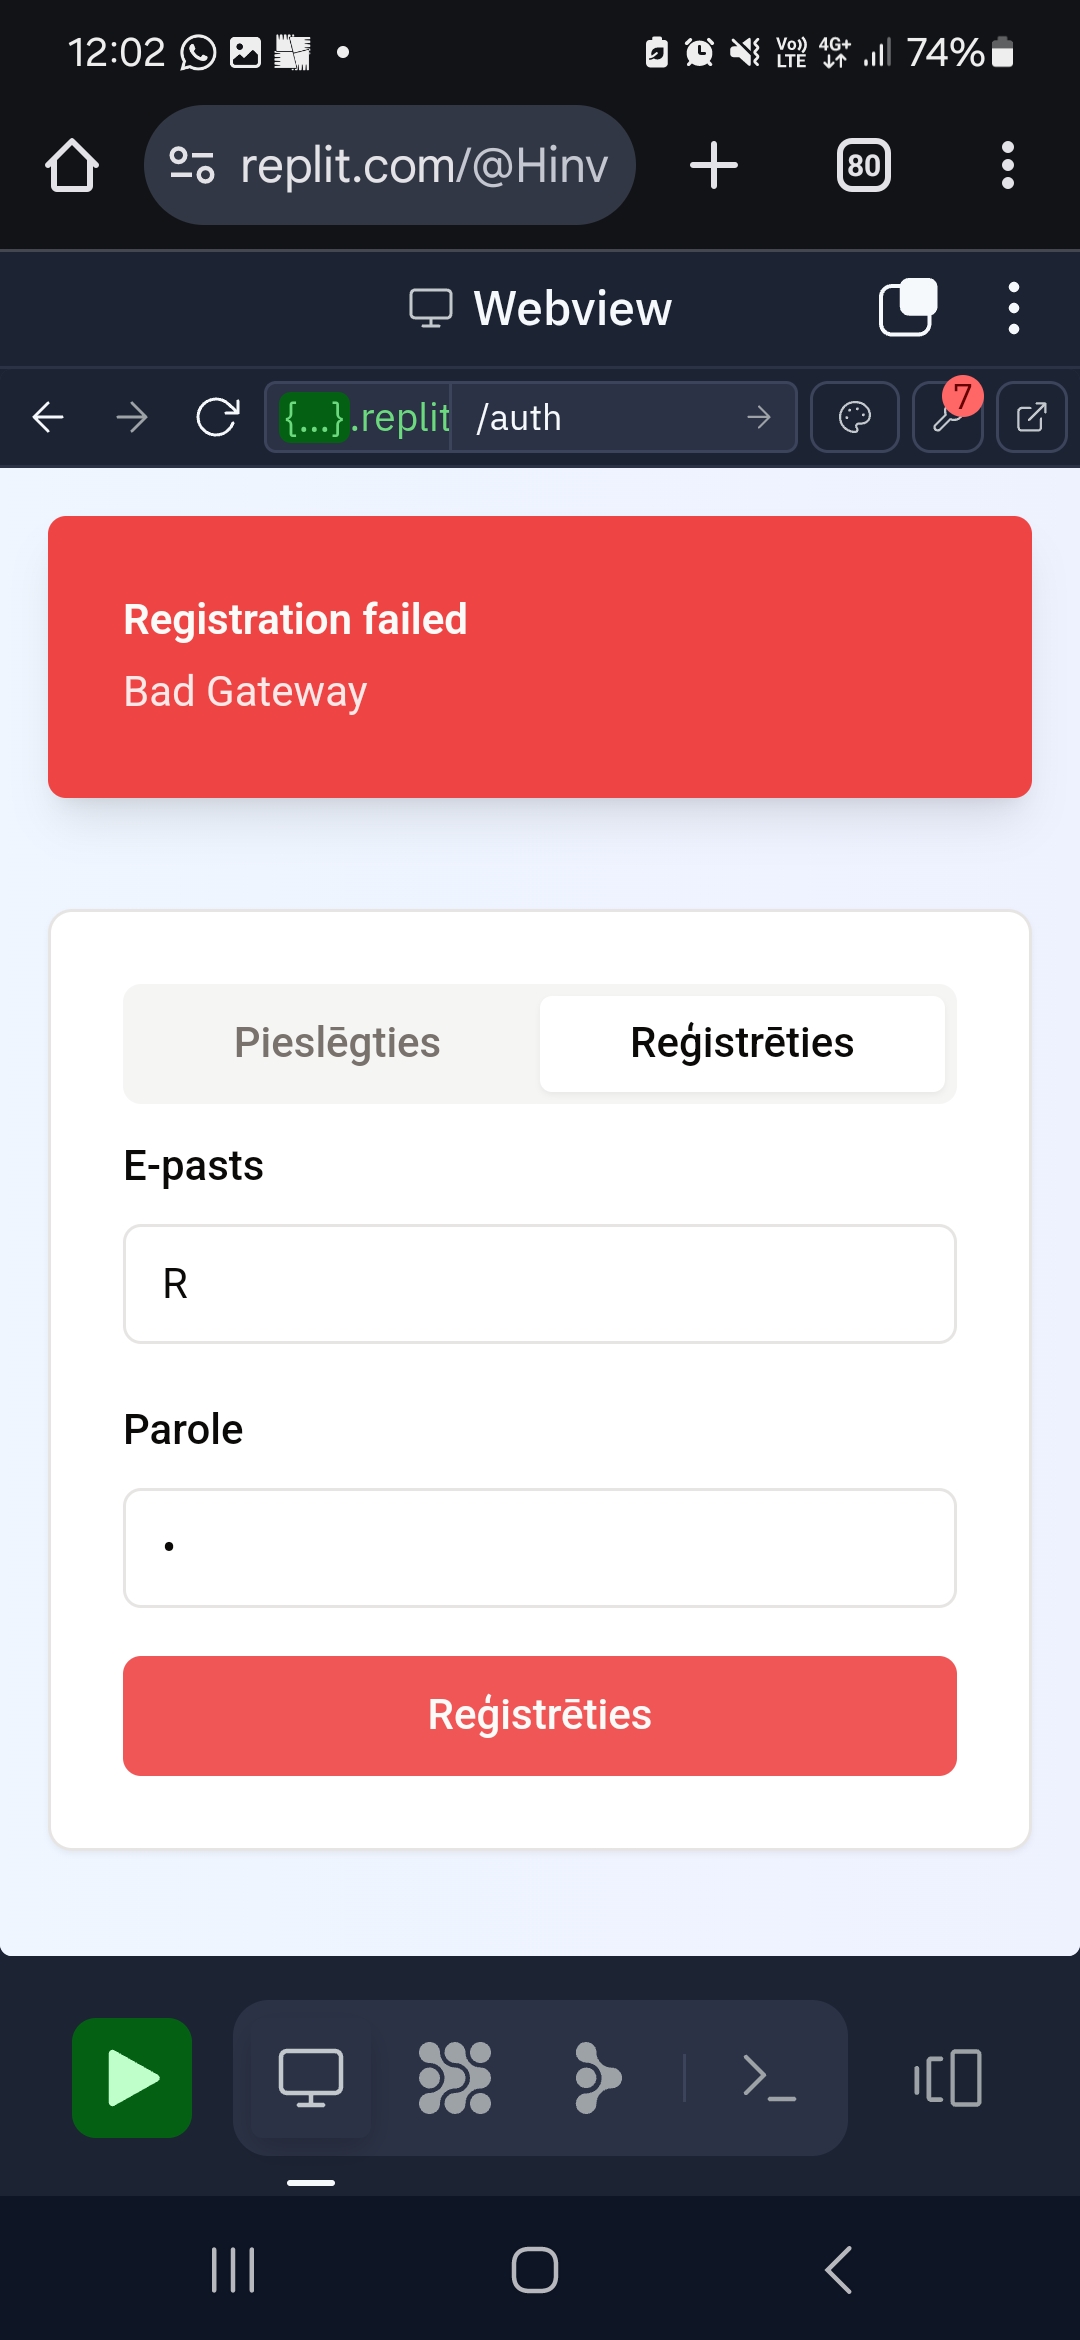 12:02
Vo)) LTE 4G+ 74%
replit.com/@Hinv
80
Webview
{...}.replit /auth
7
Registration failed
Bad Gateway
Pieslēgties Reģistrēties
E-pasts
R
Parole
Reģistrēties